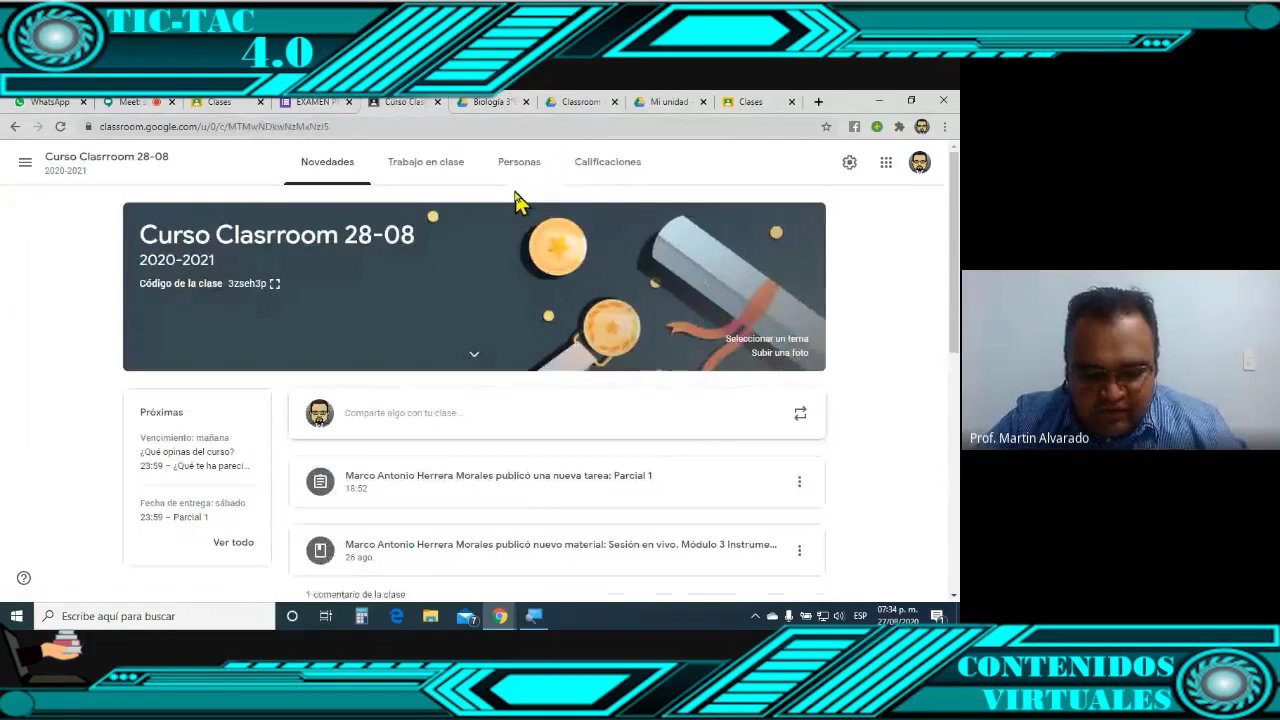 TIC-TAC
4.0
WhatsApp
Meet:
Clases
EXAMEN P
Curso Clas
Biología 3°
Classroom
Mi unidad -
Clases
classroom.google.com/u/0/c/MTMwNDkwNzMxNzI5
Curso Clasrroom 28-08
2020-2021
Novedades
Trabajo en clase
Personas
Calificaciones
Curso Clasrroom 28-08
2020-2021
Código de la clase 3zseh3p
Seleccionar un tema
Subir una foto
Próximas
Vencimiento: mañana
¿Qué opinas del curso?
23:59 – ¿Qué te ha pareci...
Fecha de entrega: sábado
23:59 – Parcial 1
Ver todo
Comparte algo con tu clase...
Marco Antonio Herrera Morales publicó una nueva tarea: Parcial 1
18:52
Marco Antonio Herrera Morales publicó nuevo material: Sesión en vivo. Módulo 3 Instrume...
26 ago.
1 comentario de la clase
Prof. Martin Alvarado
Escribe aquí para buscar
7
ESP
07:34 p. m.
27/08/2020
CONTENIDOS
VIRTUALES